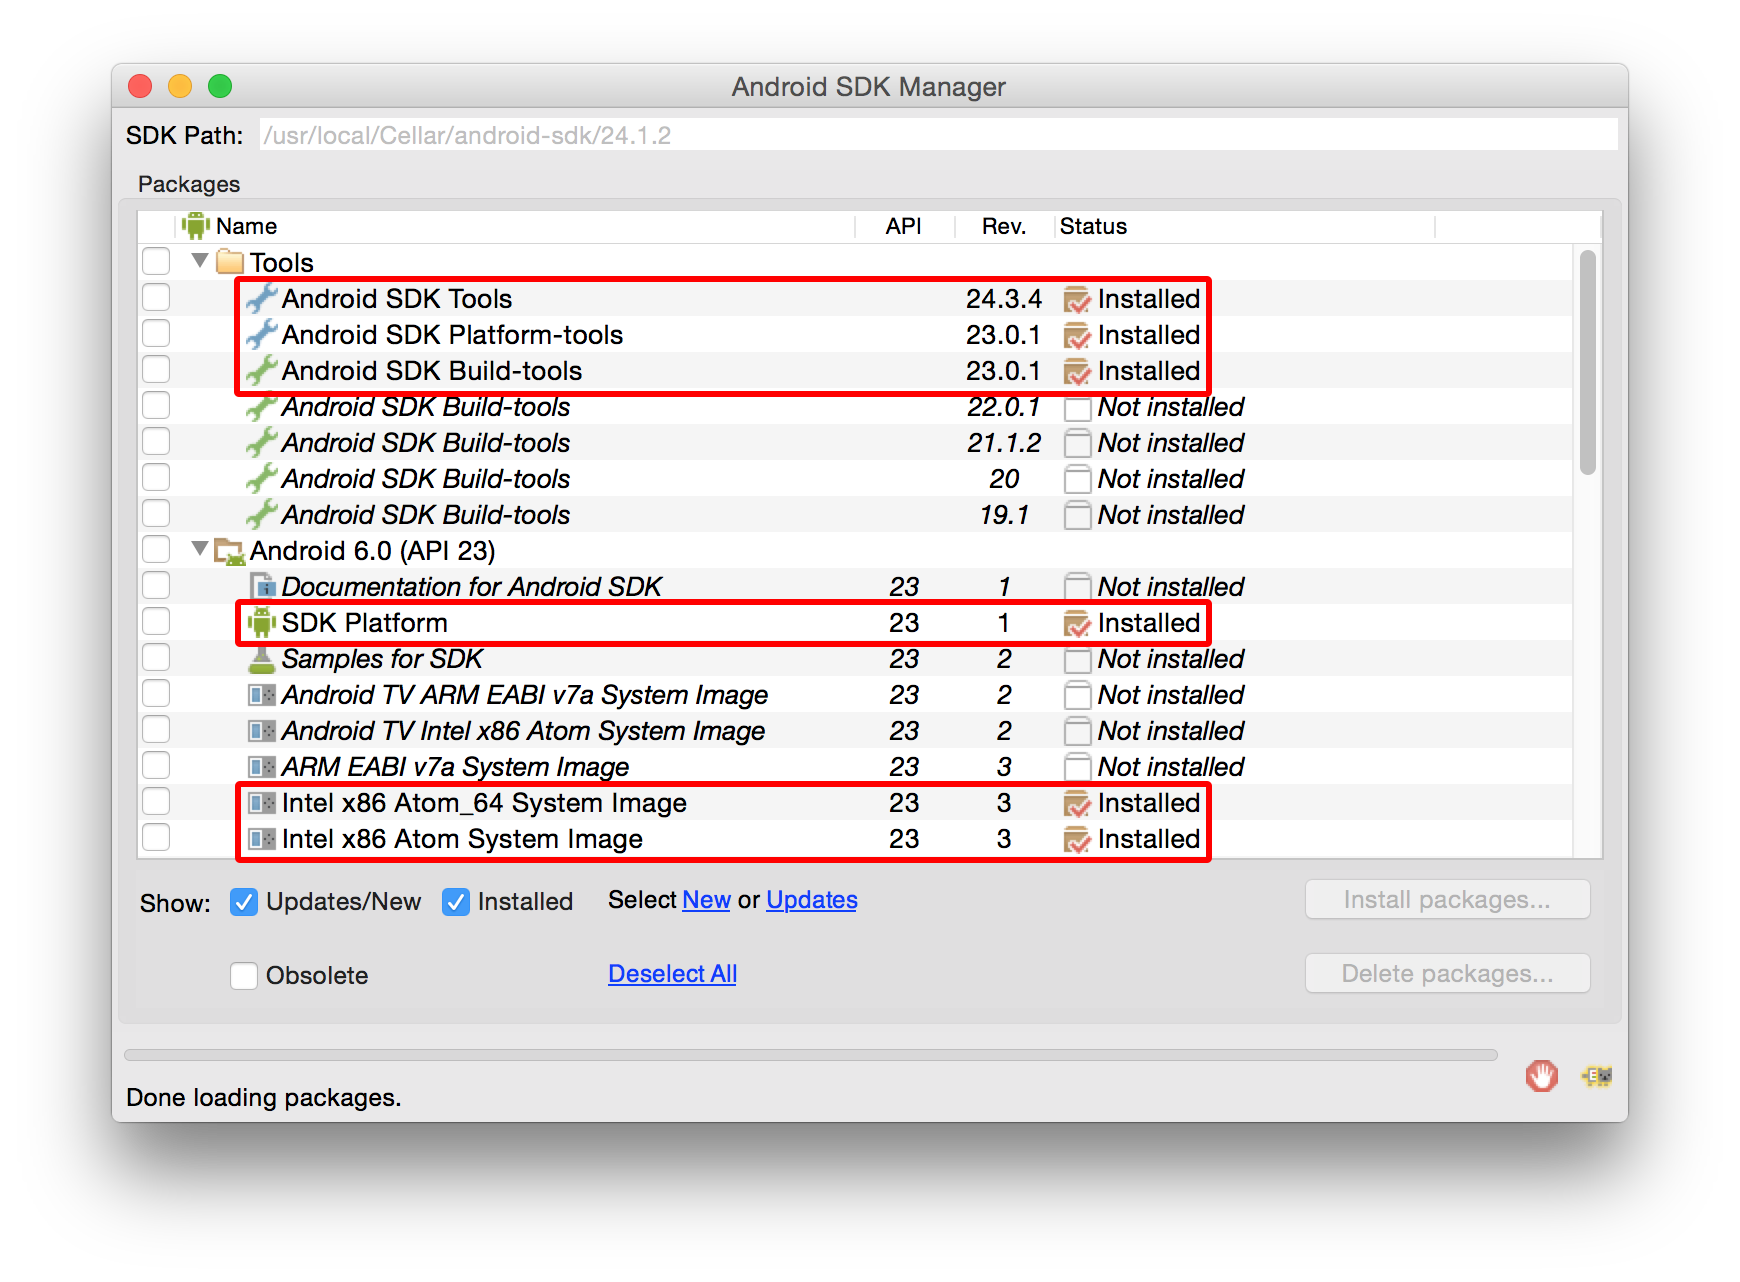 Android SDK Manager
SDK Path: /usr/local/Cellar/android-sdk/24.1.2
Packages
Name API Rev. Status
Tools
Android SDK Tools 24.3.4 Installed
Android SDK Platform-tools 23.0.1 Installed
Android SDK Build-tools 23.0.1 Installed
Android SDK Build-tools 22.0.1 Not installed
Android SDK Build-tools 21.1.2 Not installed
Android SDK Build-tools 20 Not installed
Android SDK Build-tools 19.1 Not installed
Android 6.0 (API 23)
Documentation for Android SDK 23 1 Not installed
SDK Platform 23 1 Installed
Samples for SDK 23 2 Not installed
Android TV ARM EABI v7a System Image 23 2 Not installed
Android TV Intel x86 Atom System Image 23 2 Not installed
ARM EABI v7a System Image 23 3 Not installed
Intel x86 Atom_64 System Image 23 3 Installed
Intel x86 Atom System Image 23 3 Installed
Show: Updates/New Installed Select New or Updates Install packages...
Obsolete Deselect All Delete packages...
Done loading packages.